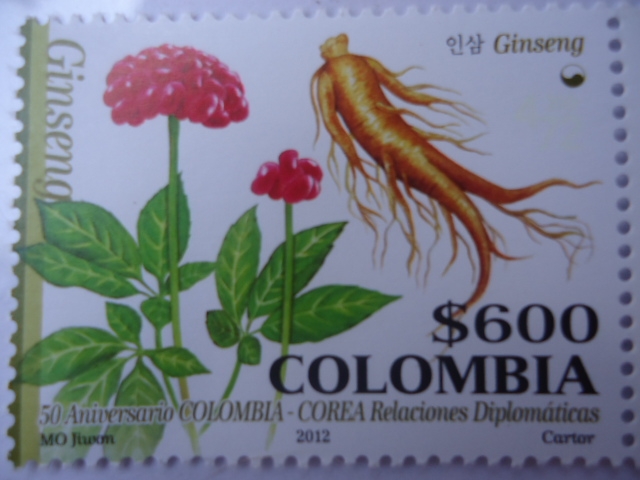 Ginseng
인삼 Ginseng
$600
COLOMBIA
50 Aniversario COLOMBIA - COREA Relaciones Diplomáticas
MO Jiwon 2012 Cartor